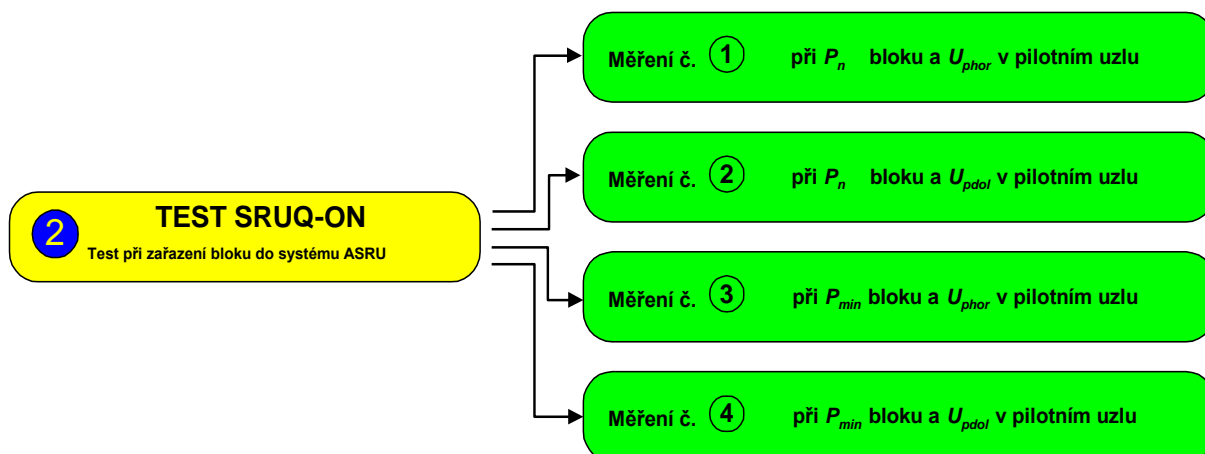 Měření č. 1 při Pn bloku a Uphor v pilotním uzlu
Měření č. 2 při Pn bloku a Updol v pilotním uzlu
2 TEST SRUQ-ON
Test při zařazení bloku do systému ASRU
Měření č. 3 při Pmin bloku a Uphor v pilotním uzlu
Měření č. 4 při Pmin bloku a Updol v pilotním uzlu